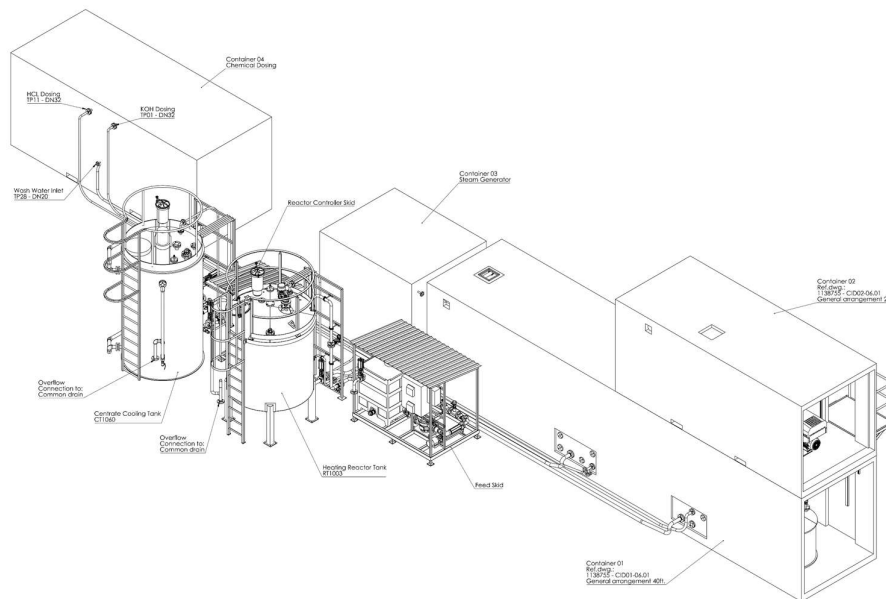 Container 04
Chemical Dosing
HCL Dosing
TP11 - DN32
KOH Dosing
TP01 - DN32
Wash Water Inlet
TP28 - DN20
Reactor Controller Skid
Container 03
Steam Generator
Container 02
Ref.dwg.:
1138755 - CID02-06.01
General arrangement 2
Overflow
Connection to:
Common drain
Centrate Cooling Tank
CT1060
Overflow
Connection to:
Common drain
Heating Reactor Tank
RT1003
Feed Skid
Container 01
Ref.dwg.:
1138755 - CID01-06.01
General arrangement 40ft.